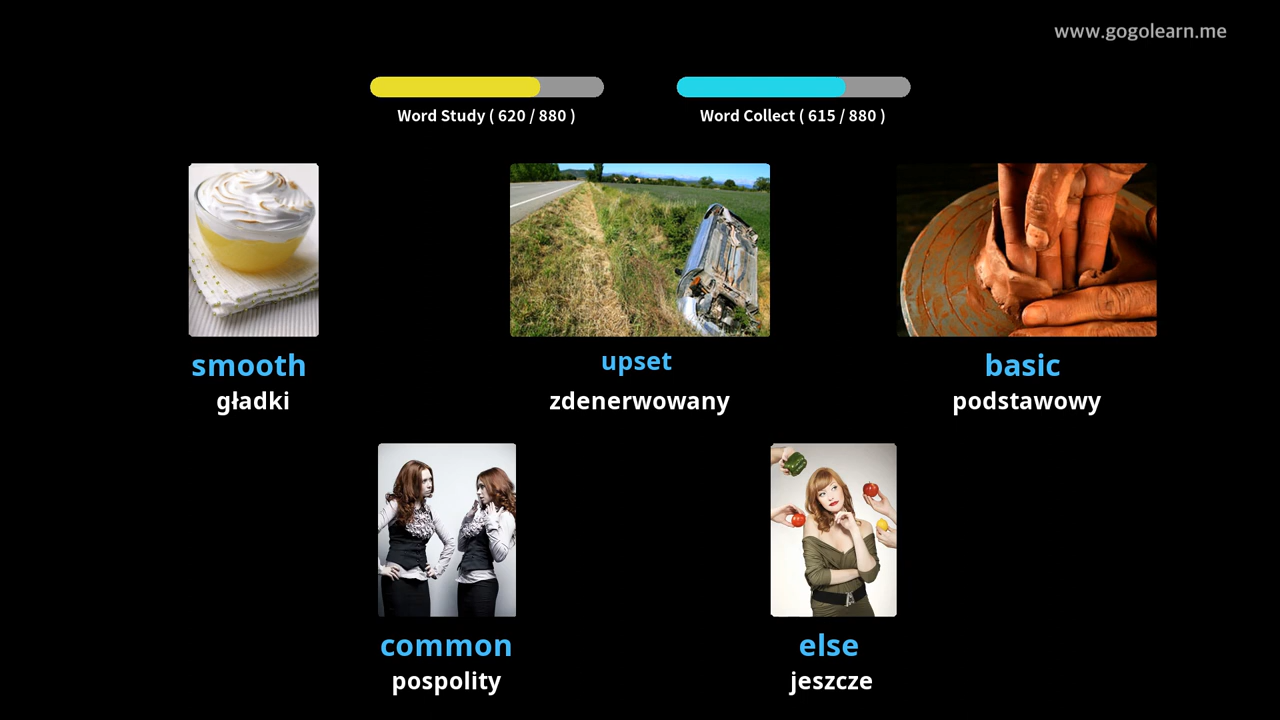 www.gogolearn.me
Word Study ( 620 / 880 )
Word Collect ( 615 / 880 )
smooth
gładki
upset
zdenerwowany
basic
podstawowy
common
pospolity
else
jeszcze